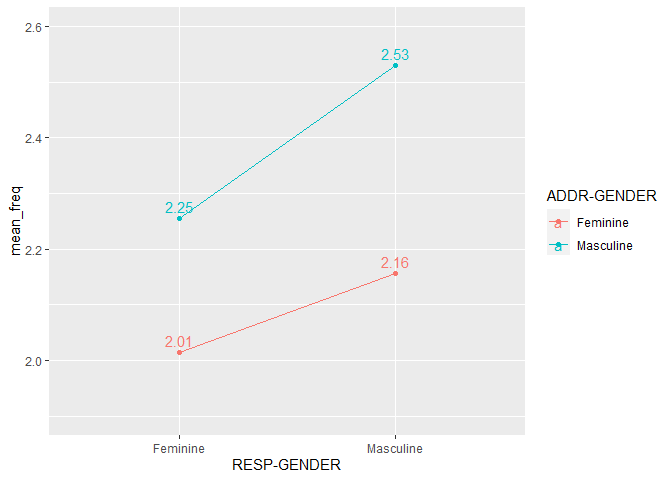 2.6
2.4
2.2
2.0
mean_freq
2.53
2.25
2.16
2.01
Feminine
Masculine
RESP-GENDER
ADDR-GENDER
a Feminine
a Masculine